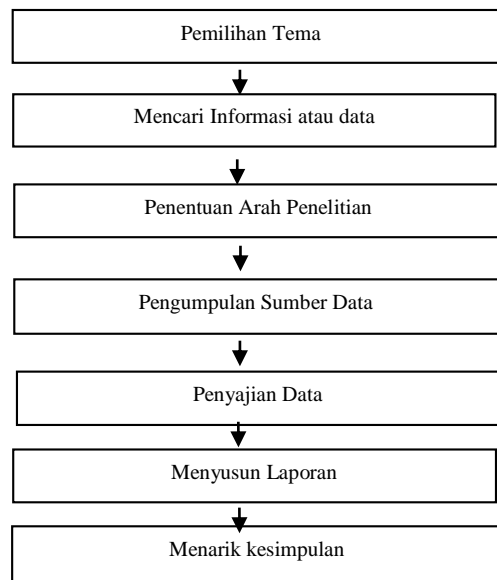 Pemilihan Tema
Mencari Informasi atau data
Penentuan Arah Penelitian
Pengumpulan Sumber Data
Penyajian Data
Menyusun Laporan
Menarik kesimpulan